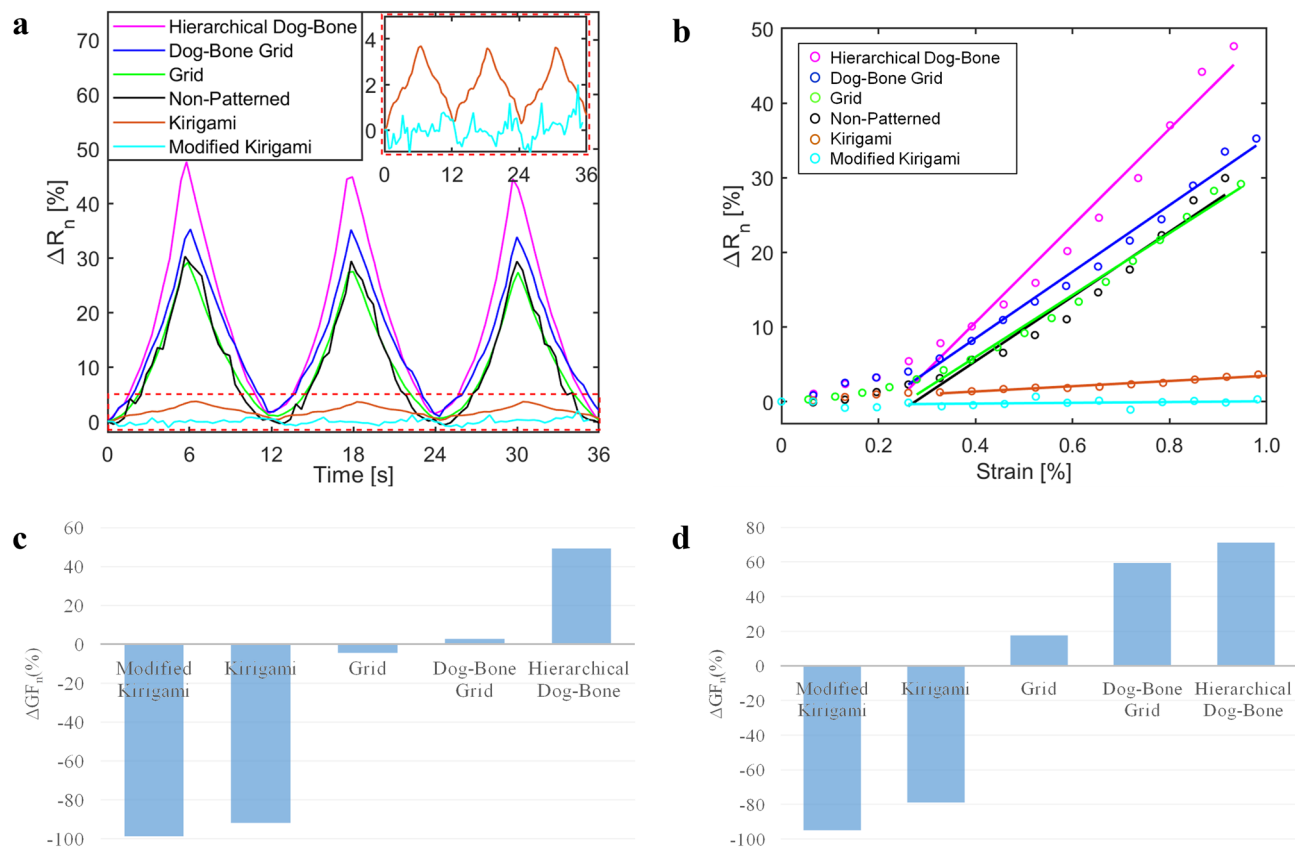 a
70
60
50
40
30
20
10
0
ΔRn [%]
Hierarchical Dog-Bone
Dog-Bone Grid
Grid
Non-Patterned
Kirigami
Modified Kirigami
4
2
0
0 12 24 36
0 6 12 18 24 30 36
Time [s]
b
50
40
30
20
10
0
ΔRn [%]
Hierarchical Dog-Bone
Dog-Bone Grid
Grid
Non-Patterned
Kirigami
Modified Kirigami
0 0.2 0.4 0.6 0.8 1.0
Strain [%]
c
60
40
20
0
-20
-40
-60
-80
-100
ΔGFn(%)
Modified Kirigami Grid Dog-Bone Hierarchical
Kirigami Grid Dog-Bone
d
80
60
40
20
0
-20
-40
-60
-80
-100
ΔGFn(%)
Modified Kirigami Grid Dog-Bone Hierarchical
Kirigami Grid Dog-Bone